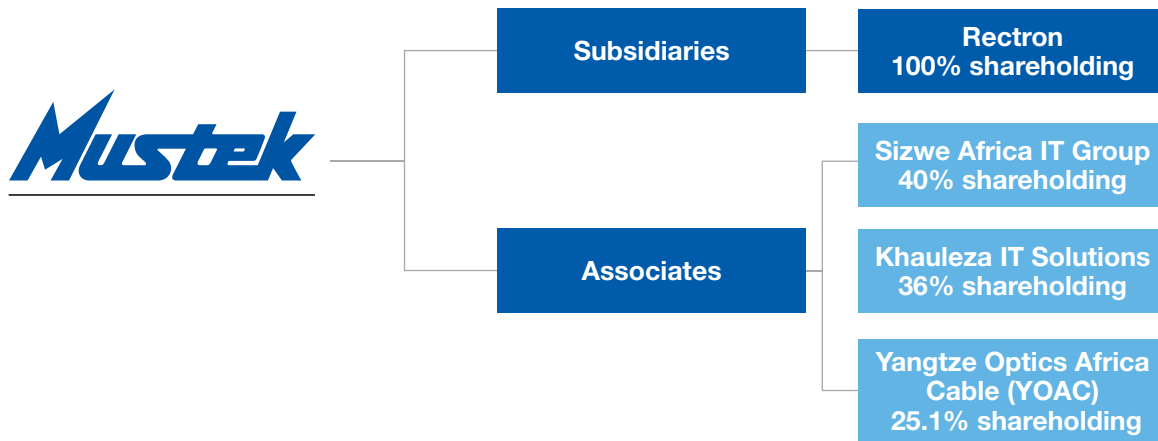 Mustek
Subsidiaries
Rectron
100% shareholding
Associates
Sizwe Africa IT Group
40% shareholding
Khauleza IT Solutions
36% shareholding
Yangtze Optics Africa
Cable (YOAC)
25.1% shareholding